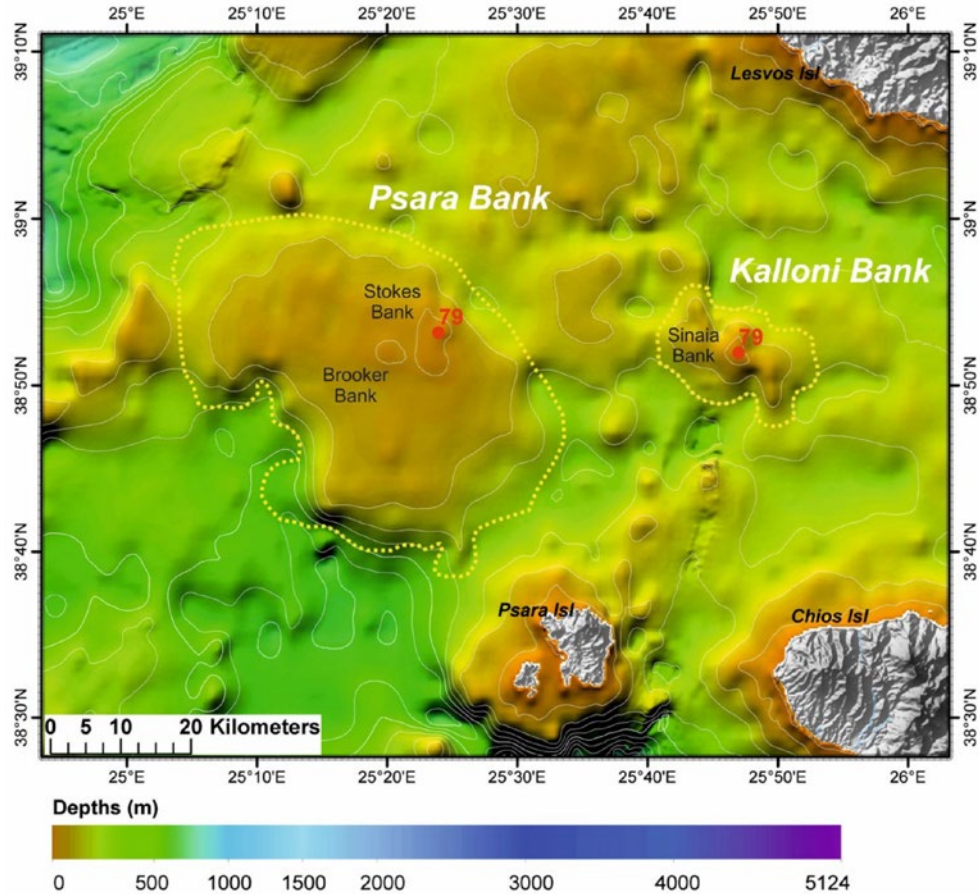 25°E 25°10'E 25°20'E 25°30'E 25°40'E 25°50'E 26°E
39°10'N 39°10'N
Lesvos Isl
Psara Bank
39°N 39°N
Kalloni Bank
Stokes
Bank
79
Sinaia
Bank
79
Brooker
Bank
38°50'N 38°50'N
38°40'N 38°40'N
Psara Isl
Chios Isl
38°30'N 38°30'N
0 5 10 20 Kilometers
25°E 25°10'E 25°20'E 25°30'E 25°40'E 25°50'E 26°E
Depths (m)
0 500 1000 1500 2000 3000 4000 5124